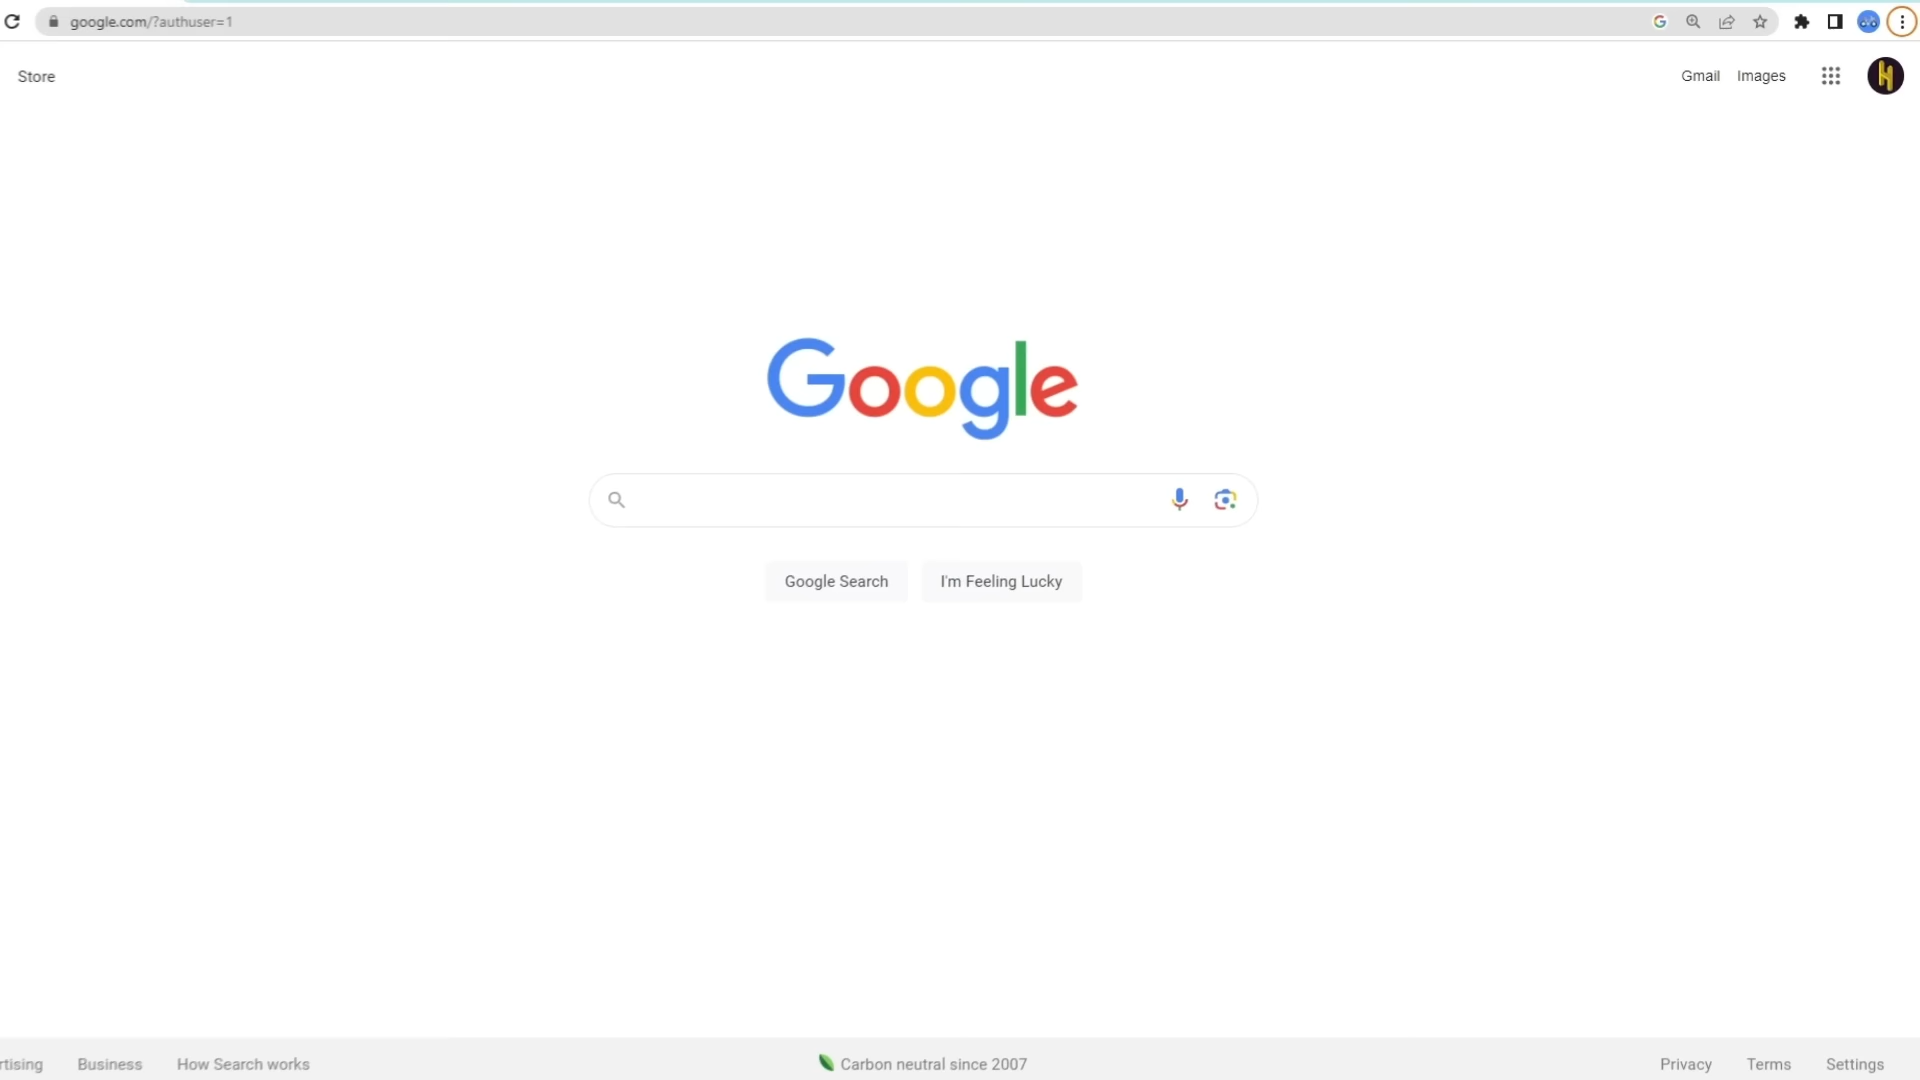 google.com/?authuser=1
Store
Gmail Images
Google
Google Search
I'm Feeling Lucky
rtising Business How Search works
Carbon neutral since 2007
Privacy Terms Settings